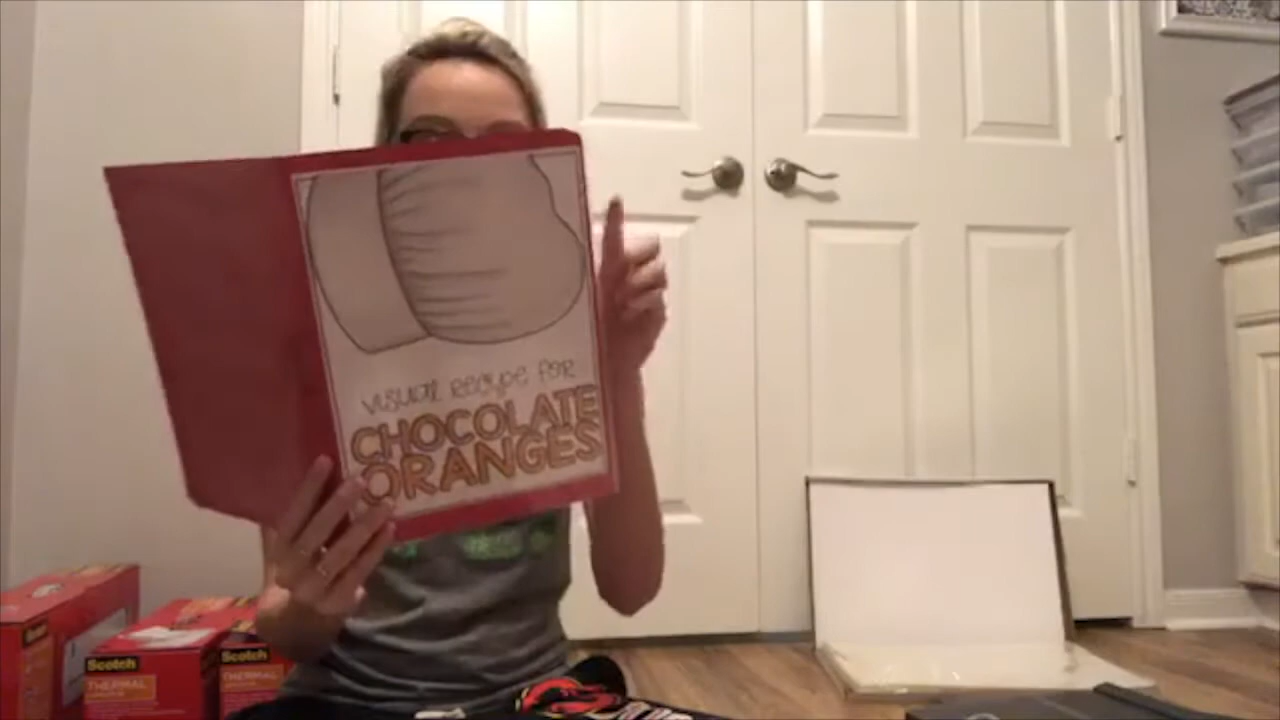 VISUAL RECIPE FOR
CHOCOLATE
ORANGES
Scotch
Scotch
THERMAL
Scotch
THERMAL